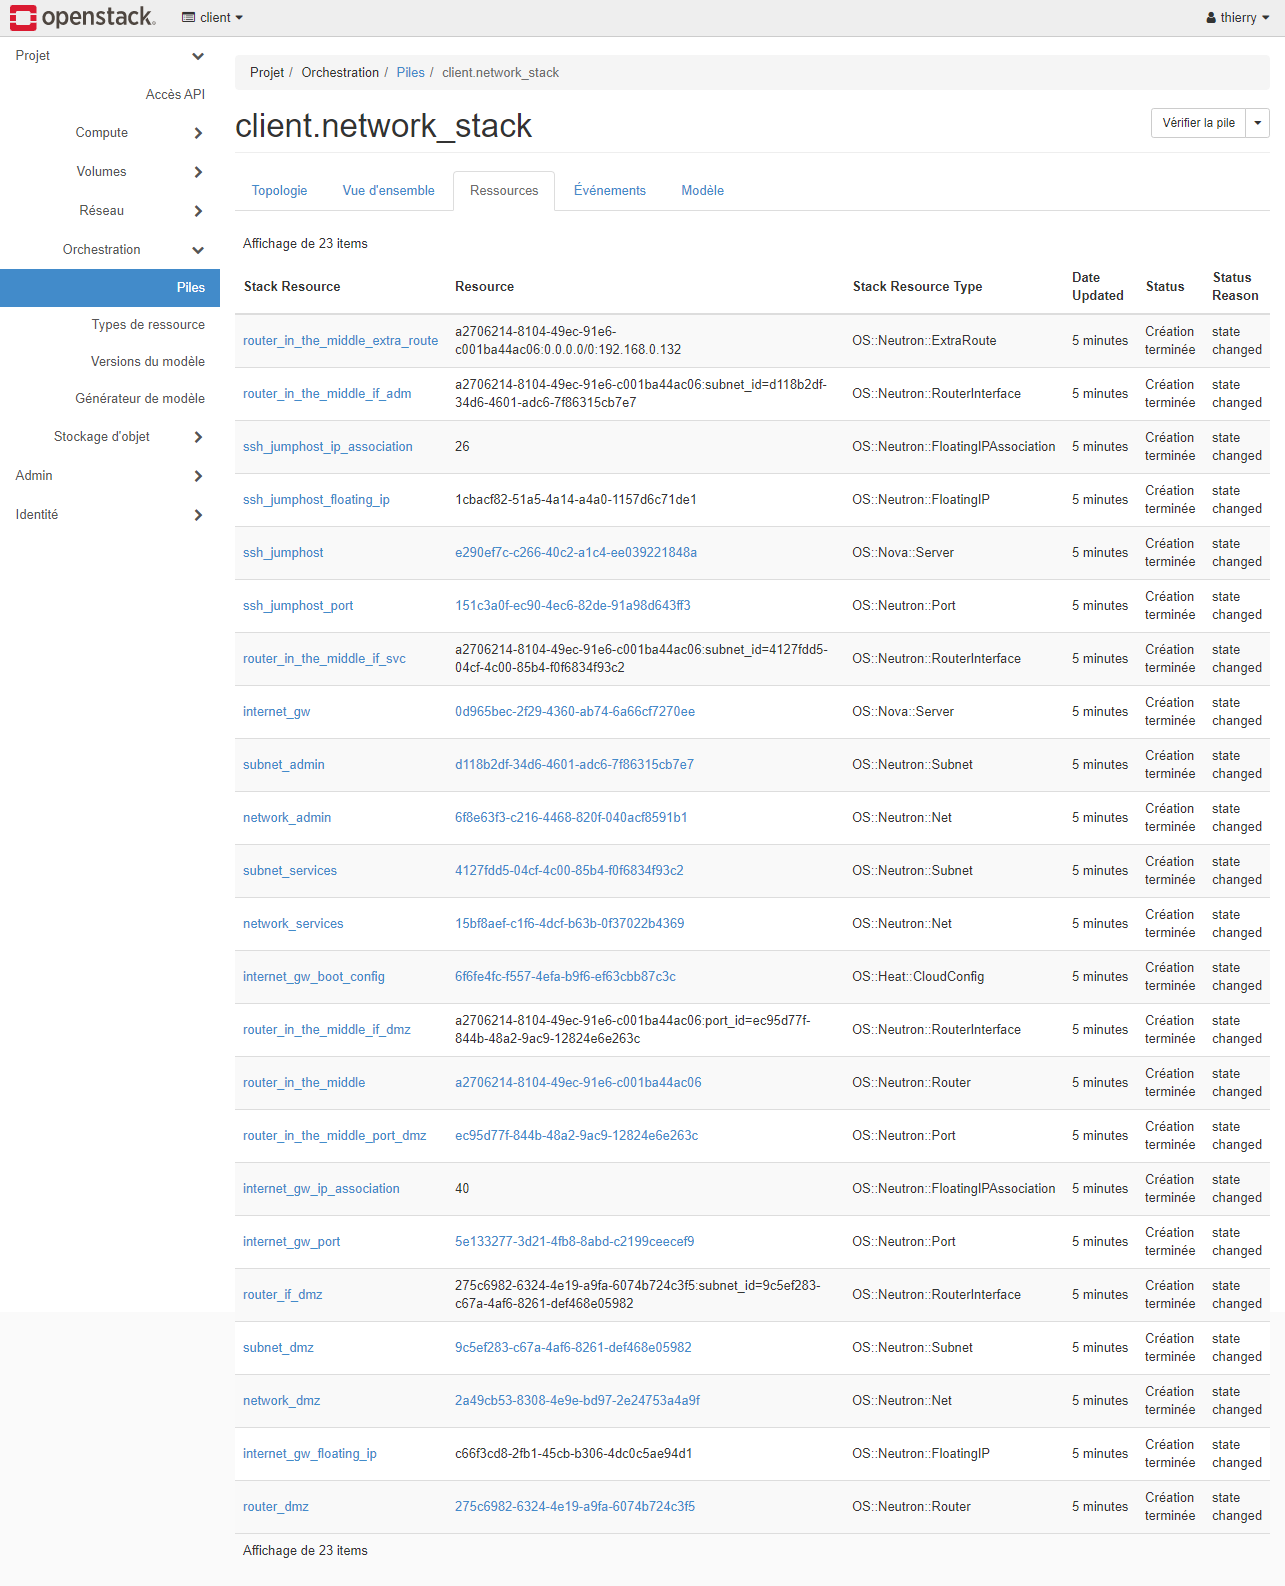 openstack. client thierry
Projet
Accès API
Compute
Volumes
Réseau
Orchestration
Piles
Types de ressource
Versions du modèle
Générateur de modèle
Stockage d'objet
Admin
Identité
Projet / Orchestration / Piles / client.network_stack
client.network_stack
Vérifier la pile
Topologie Vue d'ensemble Ressources Événements Modèle
Affichage de 23 items
Stack Resource Resource Stack Resource Type Date Updated Status Status Reason
router_in_the_middle_extra_route a2706214-8104-49ec-91e6-c001ba44ac06:0.0.0.0/0:192.168.0.132 OS::Neutron::ExtraRoute 5 minutes Création terminée state changed
router_in_the_middle_if_adm a2706214-8104-49ec-91e6-c001ba44ac06:subnet_id=d118b2df-34d6-4601-adc6-7f86315cb7e7 OS::Neutron::RouterInterface 5 minutes Création terminée state changed
ssh_jumphost_ip_association 26 OS::Neutron::FloatingIPAssociation 5 minutes Création terminée state changed
ssh_jumphost_floating_ip 1cbacf82-51a5-4a14-a4a0-1157d6c71de1 OS::Neutron::FloatingIP 5 minutes Création terminée state changed
ssh_jumphost e290ef7c-c266-40c2-a1c4-ee039221848a OS::Nova::Server 5 minutes Création terminée state changed
ssh_jumphost_port 151c3a0f-ec90-4ec6-82de-91a98d643ff3 OS::Neutron::Port 5 minutes Création terminée state changed
router_in_the_middle_if_svc a2706214-8104-49ec-91e6-c001ba44ac06:subnet_id=4127fdd5-04cf-4c00-85b4-f0f6834f93c2 OS::Neutron::RouterInterface 5 minutes Création terminée state changed
internet_gw 0d965bec-2f29-4360-ab74-6a66cf7270ee OS::Nova::Server 5 minutes Création terminée state changed
subnet_admin d118b2df-34d6-4601-adc6-7f86315cb7e7 OS::Neutron::Subnet 5 minutes Création terminée state changed
network_admin 6f8e63f3-c216-4468-820f-040acf8591b1 OS::Neutron::Net 5 minutes Création terminée state changed
subnet_services 4127fdd5-04cf-4c00-85b4-f0f6834f93c2 OS::Neutron::Subnet 5 minutes Création terminée state changed
network_services 15bf8aef-c1f6-4dcf-b63b-0f37022b4369 OS::Neutron::Net 5 minutes Création terminée state changed
internet_gw_boot_config 6f6fe4fc-f557-4efa-b9f6-ef63cbb87c3c OS::Heat::CloudConfig 5 minutes Création terminée state changed
router_in_the_middle_if_dmz a2706214-8104-49ec-91e6-c001ba44ac06:port_id=ec95d77f-844b-48a2-9ac9-12824e6e263c OS::Neutron::RouterInterface 5 minutes Création terminée state changed
router_in_the_middle a2706214-8104-49ec-91e6-c001ba44ac06 OS::Neutron::Router 5 minutes Création terminée state changed
router_in_the_middle_port_dmz ec95d77f-844b-48a2-9ac9-12824e6e263c OS::Neutron::Port 5 minutes Création terminée state changed
internet_gw_ip_association 40 OS::Neutron::FloatingIPAssociation 5 minutes Création terminée state changed
internet_gw_port 5e133277-3d21-4fb8-8abd-c2199ceecef9 OS::Neutron::Port 5 minutes Création terminée state changed
router_if_dmz 275c6982-6324-4e19-a9fa-6074b724c3f5:subnet_id=9c5ef283-c67a-4af6-8261-def468e05982 OS::Neutron::RouterInterface 5 minutes Création terminée state changed
subnet_dmz 9c5ef283-c67a-4af6-8261-def468e05982 OS::Neutron::Subnet 5 minutes Création terminée state changed
network_dmz 2a49cb53-8308-4e9e-bd97-2e24753a4a9f OS::Neutron::Net 5 minutes Création terminée state changed
internet_gw_floating_ip c66f3cd8-2fb1-45cb-b306-4dc0c5ae94d1 OS::Neutron::FloatingIP 5 minutes Création terminée state changed
router_dmz 275c6982-6324-4e19-a9fa-6074b724c3f5 OS::Neutron::Router 5 minutes Création terminée state changed
Affichage de 23 items